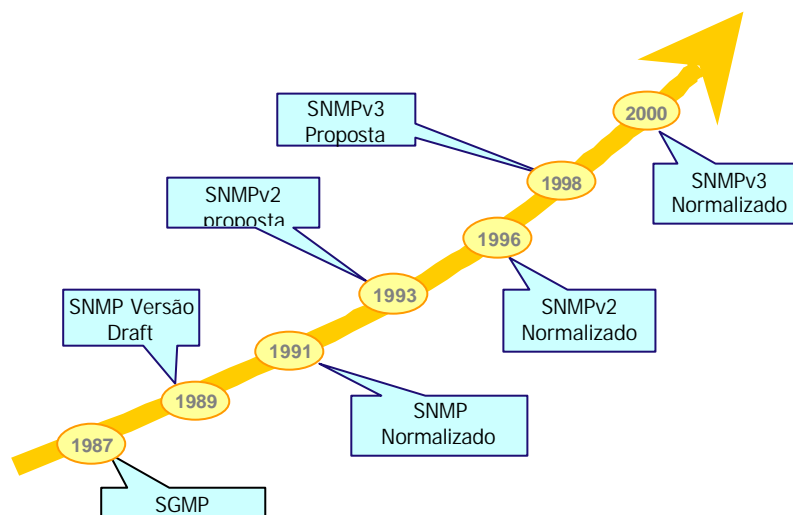 2000
SNMPv3
Proposta
SNMPv3
Normalizado
1998
SNMPv2
proposta
1996
SNMPv2
Normalizado
1993
SNMP Versão
Draft
1991
SNMP
Normalizado
1989
1987
SGMP